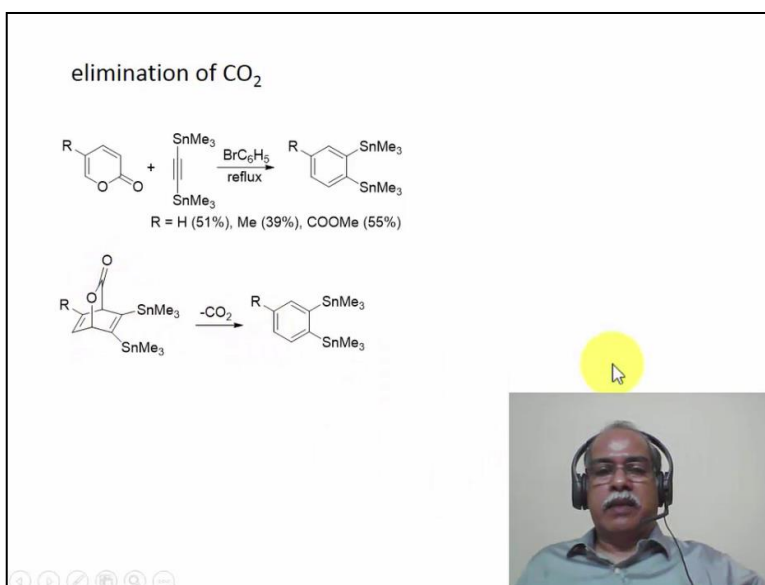 elimination of CO₂
SnMe₃
R
+
O
O
BrC₆H₅
reflux
SnMe₃
R
SnMe₃
SnMe₃
R = H (51%), Me (39%), COOMe (55%)
O
O
R
SnMe₃
SnMe₃
-CO₂
R
SnMe₃
SnMe₃